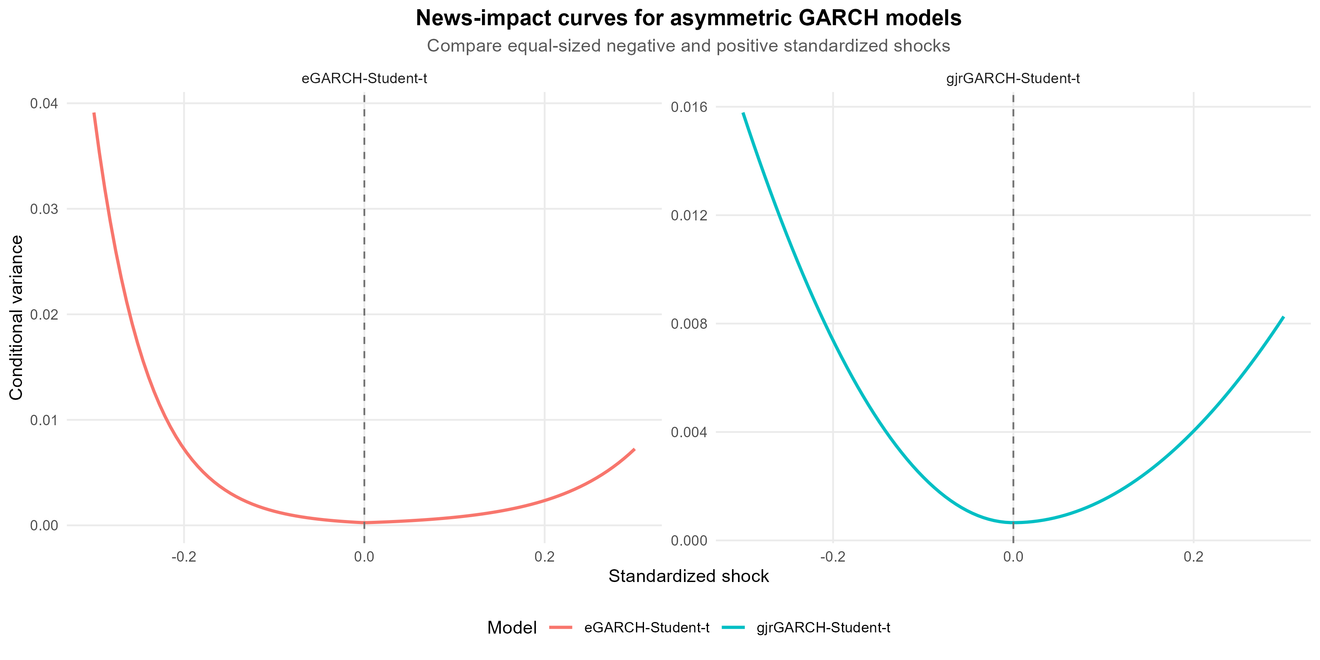 News-impact curves for asymmetric GARCH models
Compare equal-sized negative and positive standardized shocks
eGARCH-Student-t
gjrGARCH-Student-t
Conditional variance
0.04
0.03
0.02
0.01
0.00
-0.2
0.0
0.2
0.016
0.012
0.008
0.004
0.000
-0.2
0.0
0.2
Standardized shock
Model eGARCH-Student-t gjrGARCH-Student-t